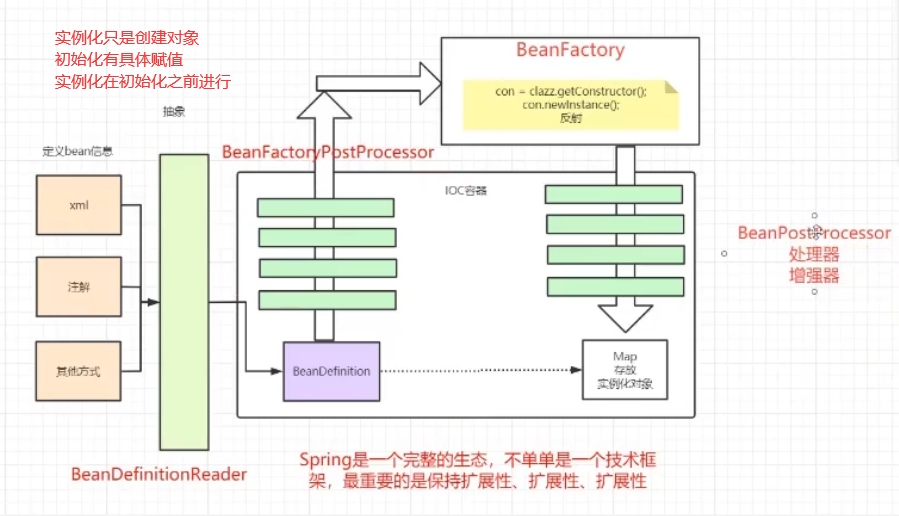 实例化只是创建对象
初始化有具体赋值
实例化在初始化之前进行
抽象
定义bean信息
xml
注解
其他方式
BeanDefinitionReader
BeanFactoryPostProcessor
BeanFactory
con = clazz.getConstructor();
con.newInstance();
反射
IOC容器
BeanDefinition
Map
存放
实例化对象
BeanPostProcessor
处理器
增强器
Spring是一个完整的生态，不单单是一个技术框
架，最重要的是保持扩展性、扩展性、扩展性